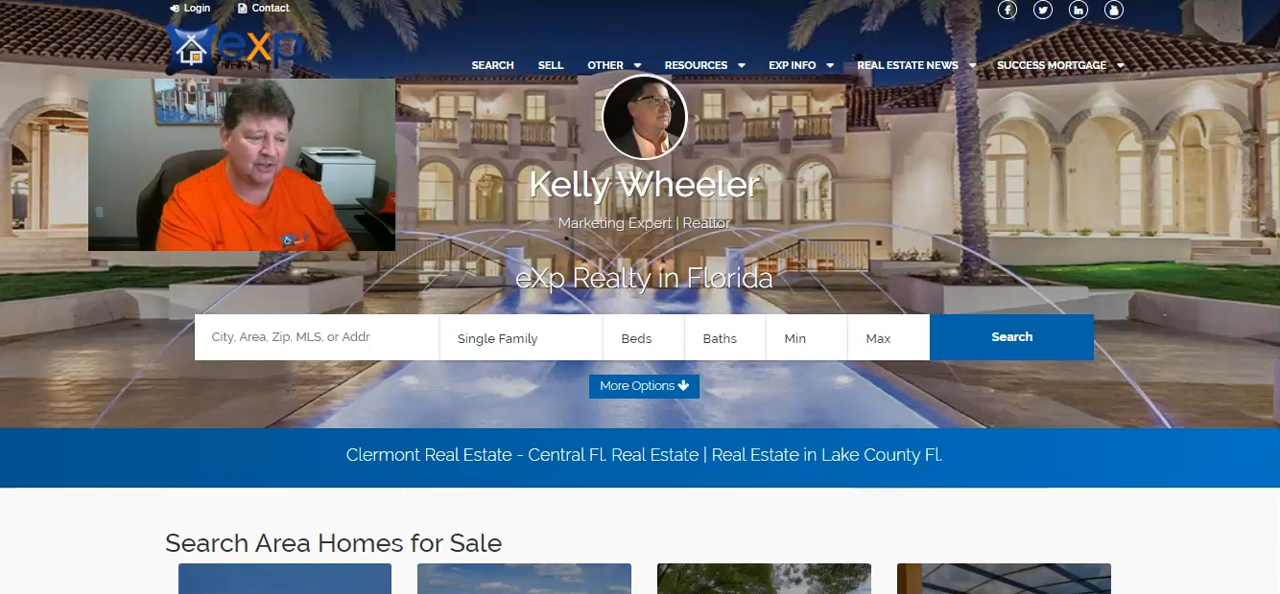 Login
Contact
exp
SEARCH
SELL
OTHER
RESOURCES
EXP INFO
REAL ESTATE NEWS
SUCCESS MORTGAGE
Kelly Wheeler
Marketing Expert | Realtor
eXp Realty in Florida
City, Area, Zip, MLS, or Addr
Single Family
Beds
Baths
Min
Max
Search
More Options
Clermont Real Estate - Central Fl. Real Estate | Real Estate in Lake County Fl.
Search Area Homes for Sale